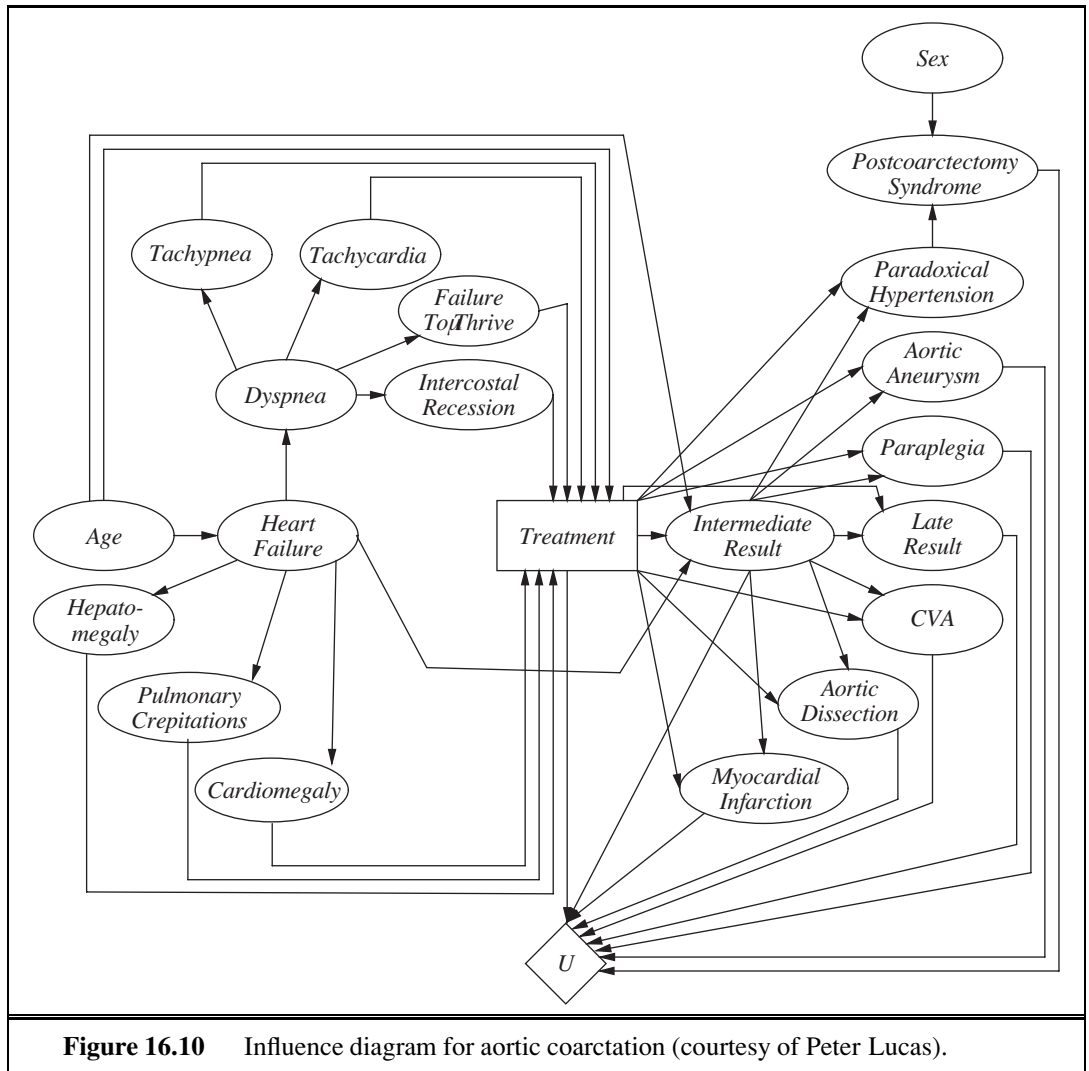 Sex
Postcoarctectomy
Syndrome
Tachypnea
Tachycardia
Paradoxical
Hypertension
Failure
ToµThrive
Aortic
Aneurysm
Dyspnea
Intercostal
Recession
Paraplegia
Age
Heart
Failure
Treatment
Intermediate
Result
Late
Result
Hepato-
megaly
CVA
Pulmonary
Crepitations
Aortic
Dissection
Cardiomegaly
Myocardial
Infarction
U
Figure 16.10 Influence diagram for aortic coarctation (courtesy of Peter Lucas).